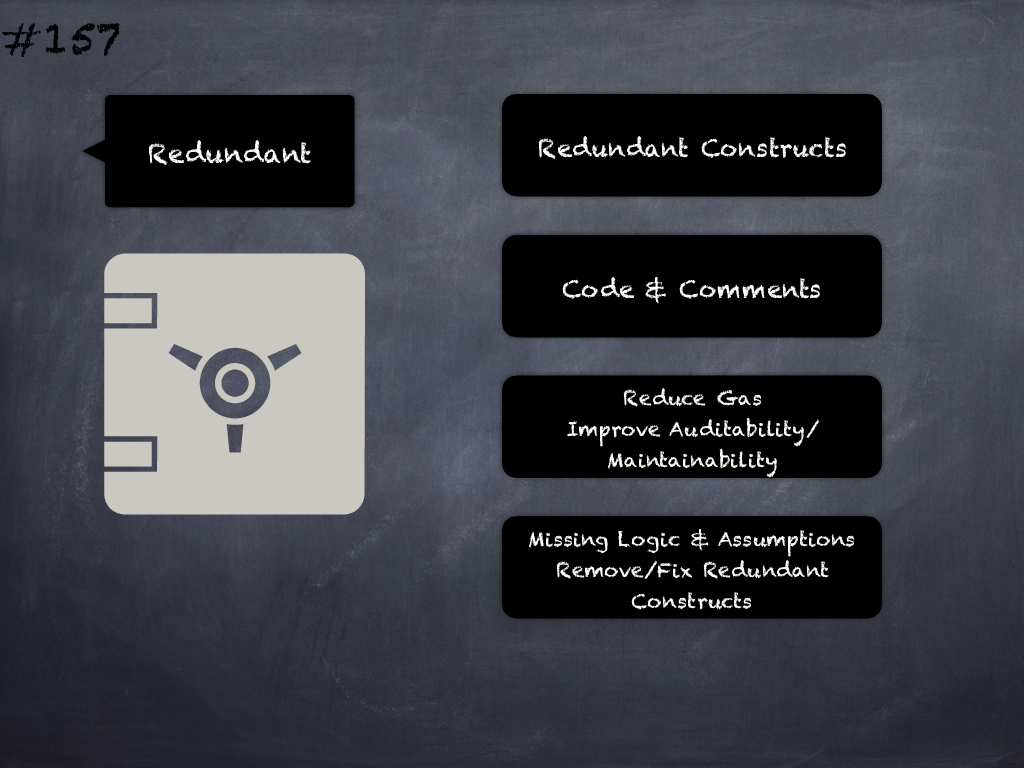 #157
Redundant
Redundant Constructs
Code & Comments
Reduce Gas
Improve Auditability/
Maintainability
Missing Logic & Assumptions
Remove/Fix Redundant
Constructs